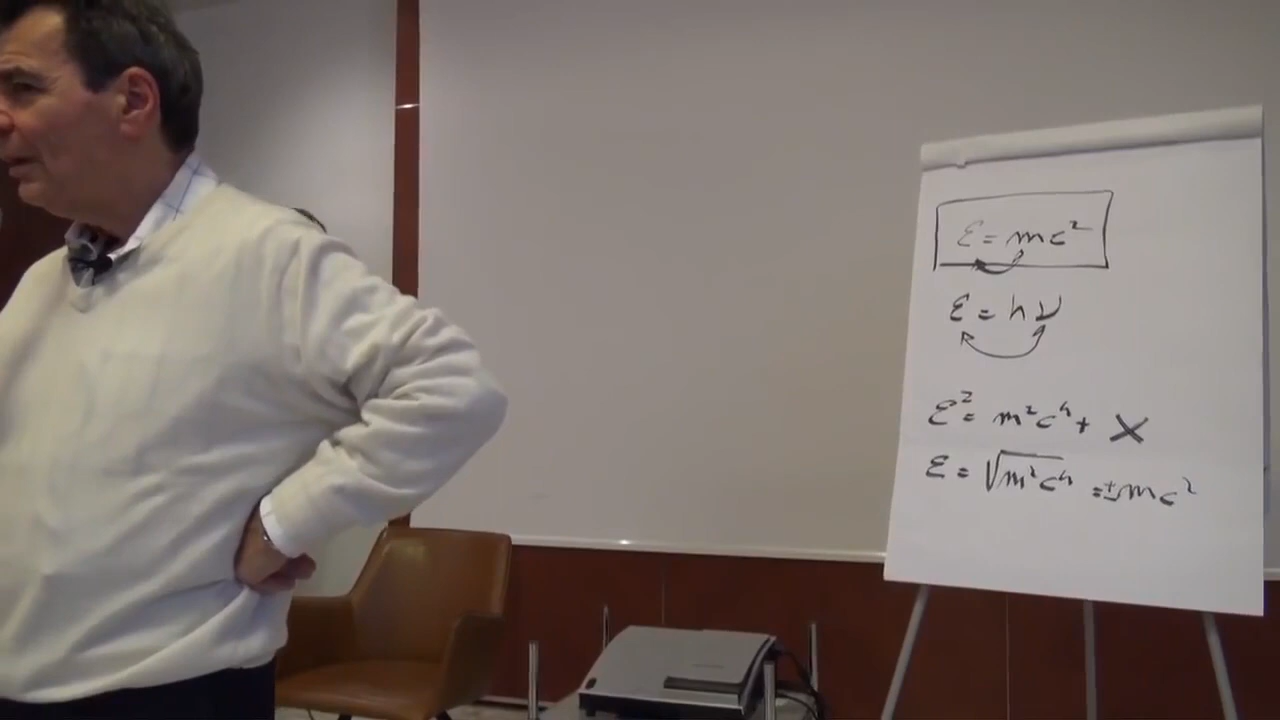 E = mc²
E = hν
E² = m²c⁴ + X
E = √m²c⁴ = ± mc²